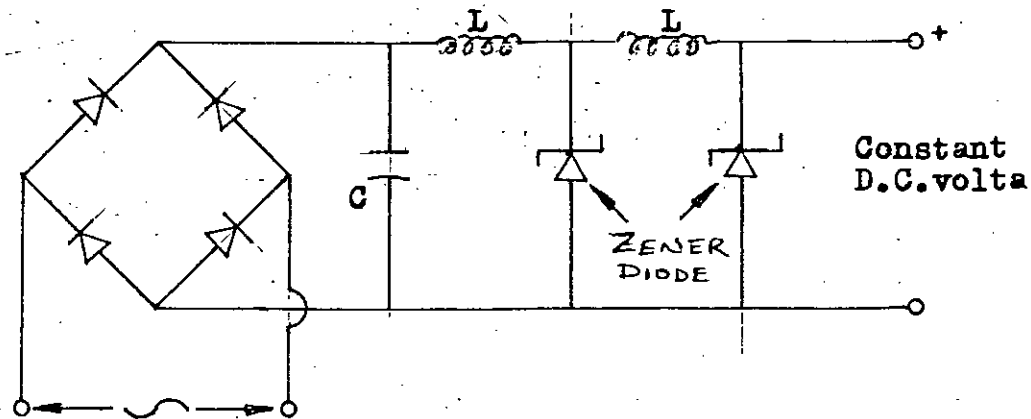 L L
+
C
Constant
D.C.volta
ZENER
DIODE